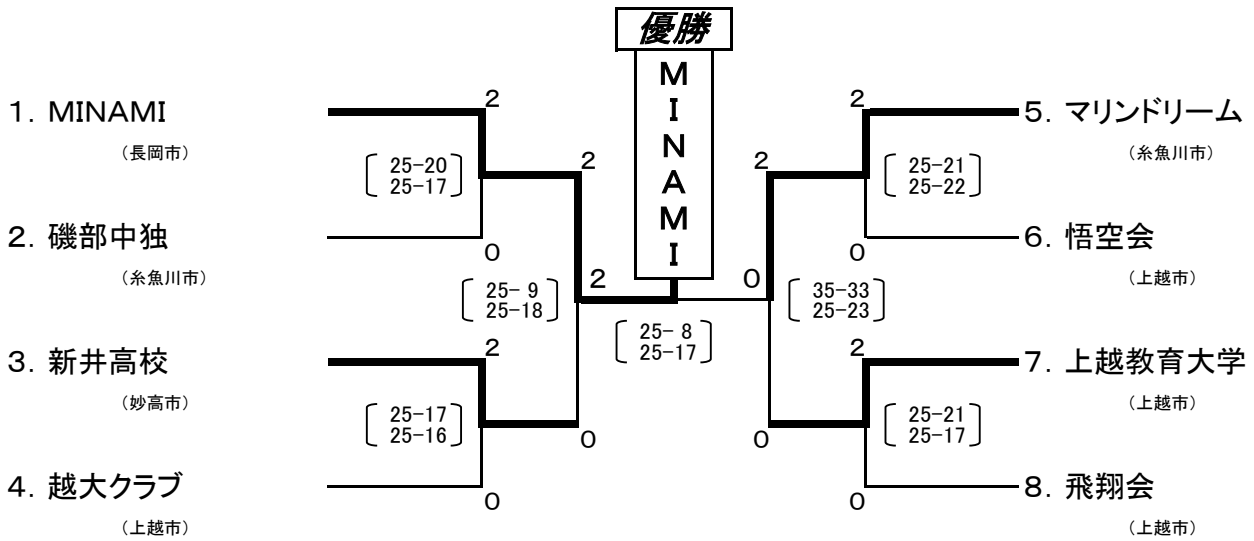 優勝
MINAMI
1. MINAMI
(長岡市)
2
25-20
25-17
0
2. 磯部中独
(糸魚川市)
2
25- 9
25-18
0
3. 新井高校
(妙高市)
2
25-17
25-16
0
4. 越大クラブ
(上越市)
2
25- 8
25-17
0
5. マリンドリーム
(糸魚川市)
2
25-21
25-22
0
6. 悟空会
(上越市)
2
35-33
25-23
0
7. 上越教育大学
(上越市)
2
25-21
25-17
0
8. 飛翔会
(上越市)